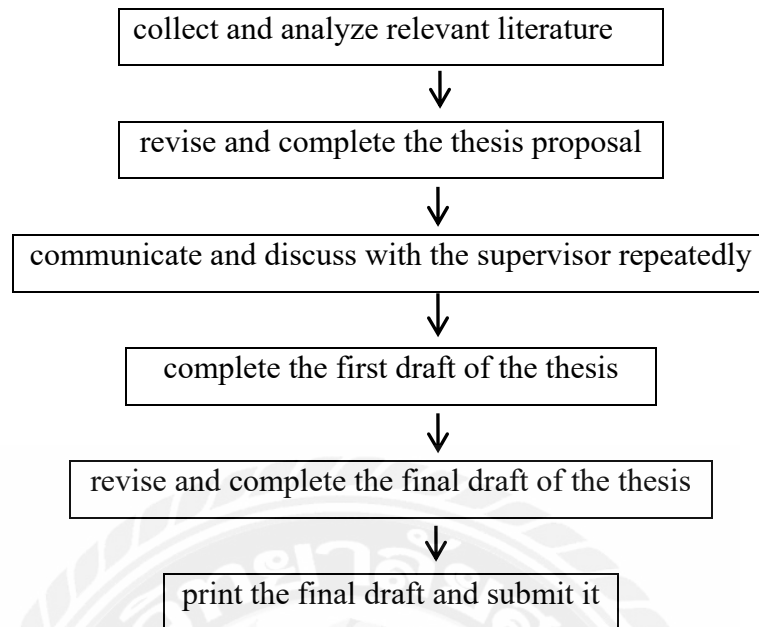 collect and analyze relevant literature
revise and complete the thesis proposal
communicate and discuss with the supervisor repeatedly
complete the first draft of the thesis
revise and complete the final draft of the thesis
print the final draft and submit it